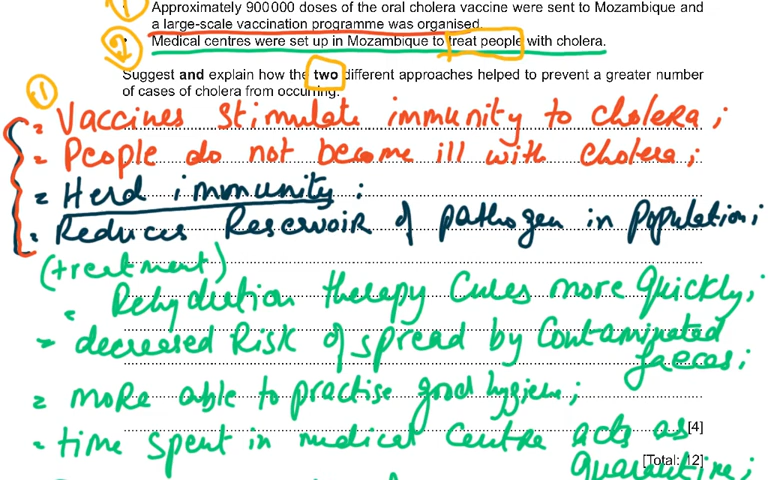 Approximately 900000 doses of the oral cholera vaccine were sent to Mozambique and
a large-scale vaccination programme was organised.
Medical centres were set up in Mozambique to treat people with cholera.
Suggest and explain how the two different approaches helped to prevent a greater number
of cases of cholera from occurring.
= Vaccines stimulate immunity to cholera ;
= People do not become ill with cholera ;
= Herd immunity :
- Reduces Reservoir of pathogen in Population ;
(treatment)
Rehydration therapy Cures more Quickly ;
- decreased Risk of spread by Contaminated
faeces ;
= more able to practise good hygiene ;
[4]
- time spent in medical Centre acts as
[Total: 12]
quarantine ;